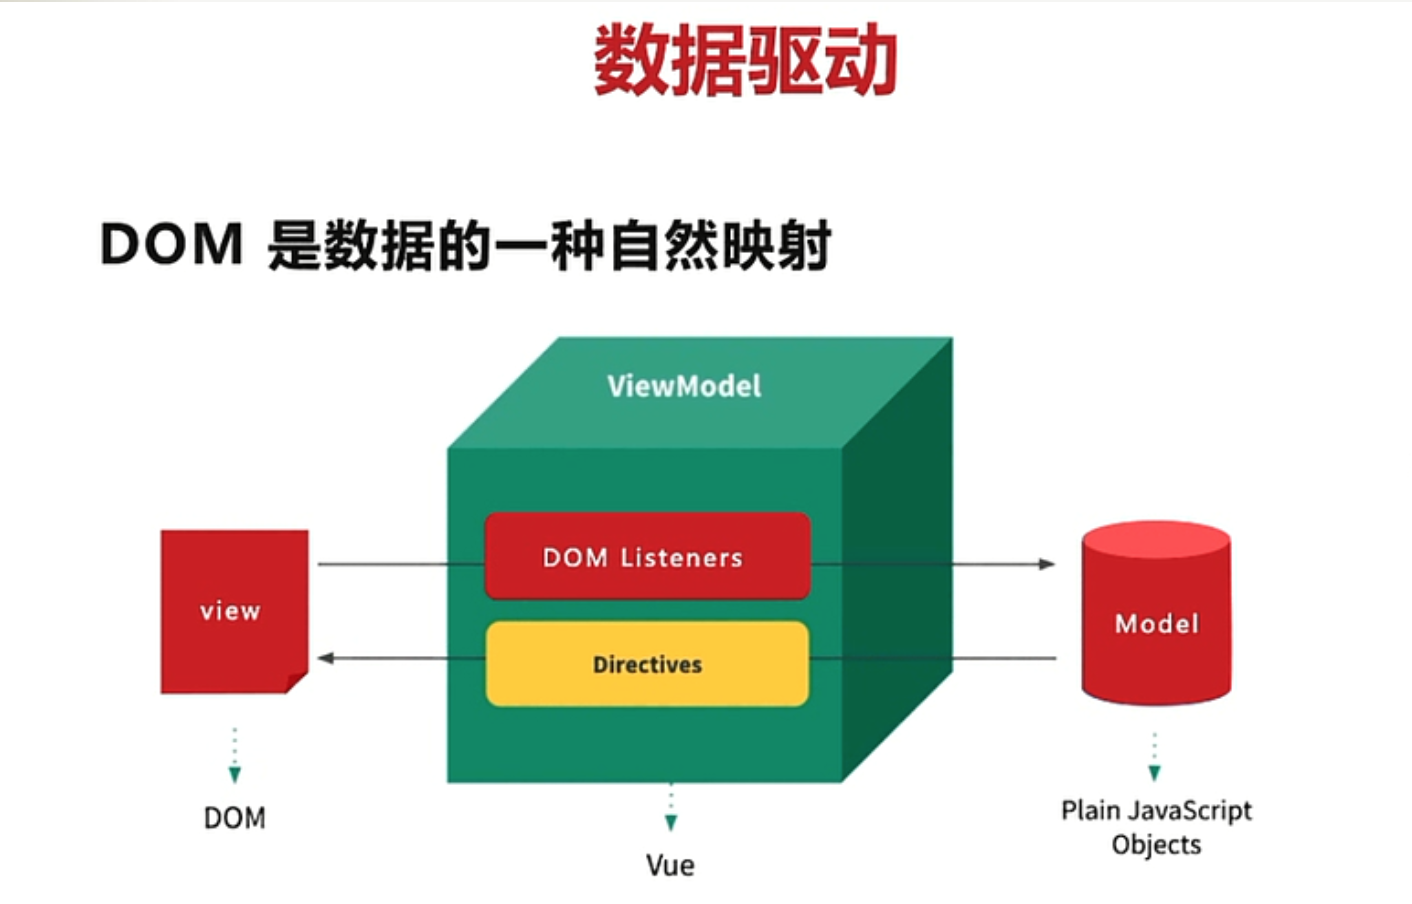 数据驱动
DOM 是数据的一种自然映射
ViewModel
DOM Listeners
view
Model
Directives
DOM
Plain JavaScript
Objects
Vue